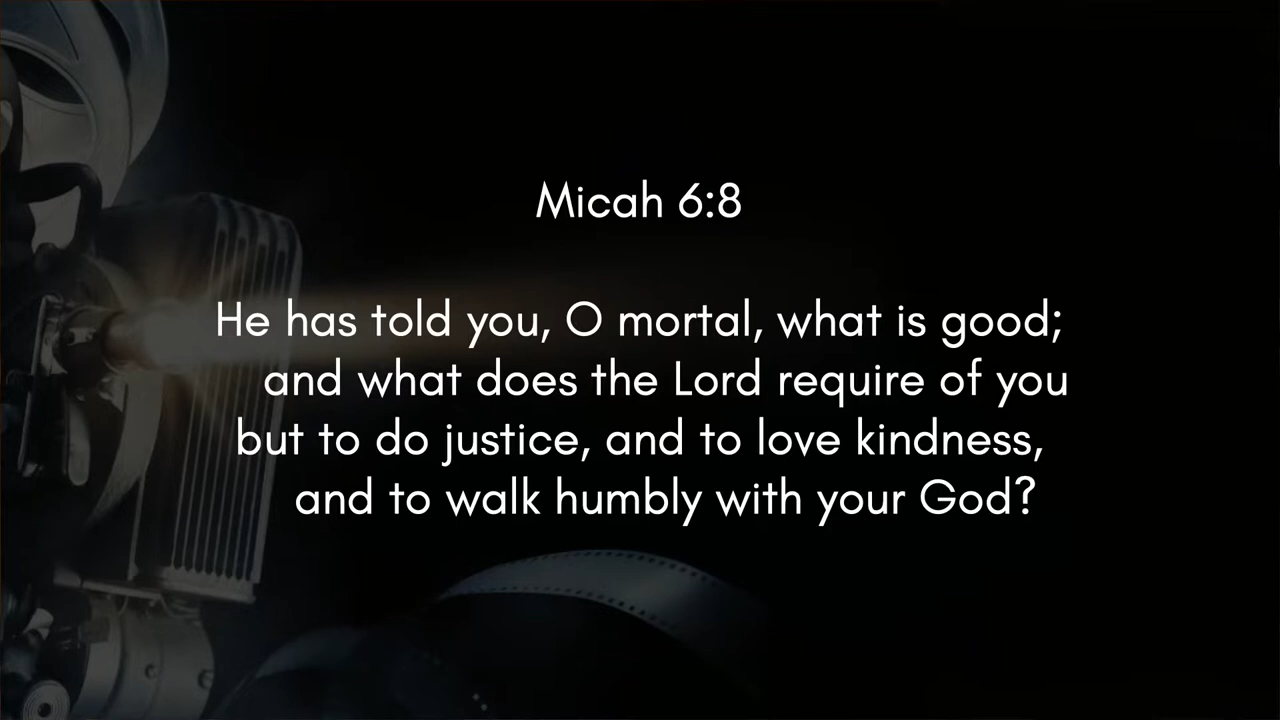 Micah 6:8
He has told you, O mortal, what is good;
and what does the Lord require of you
but to do justice, and to love kindness,
and to walk humbly with your God?